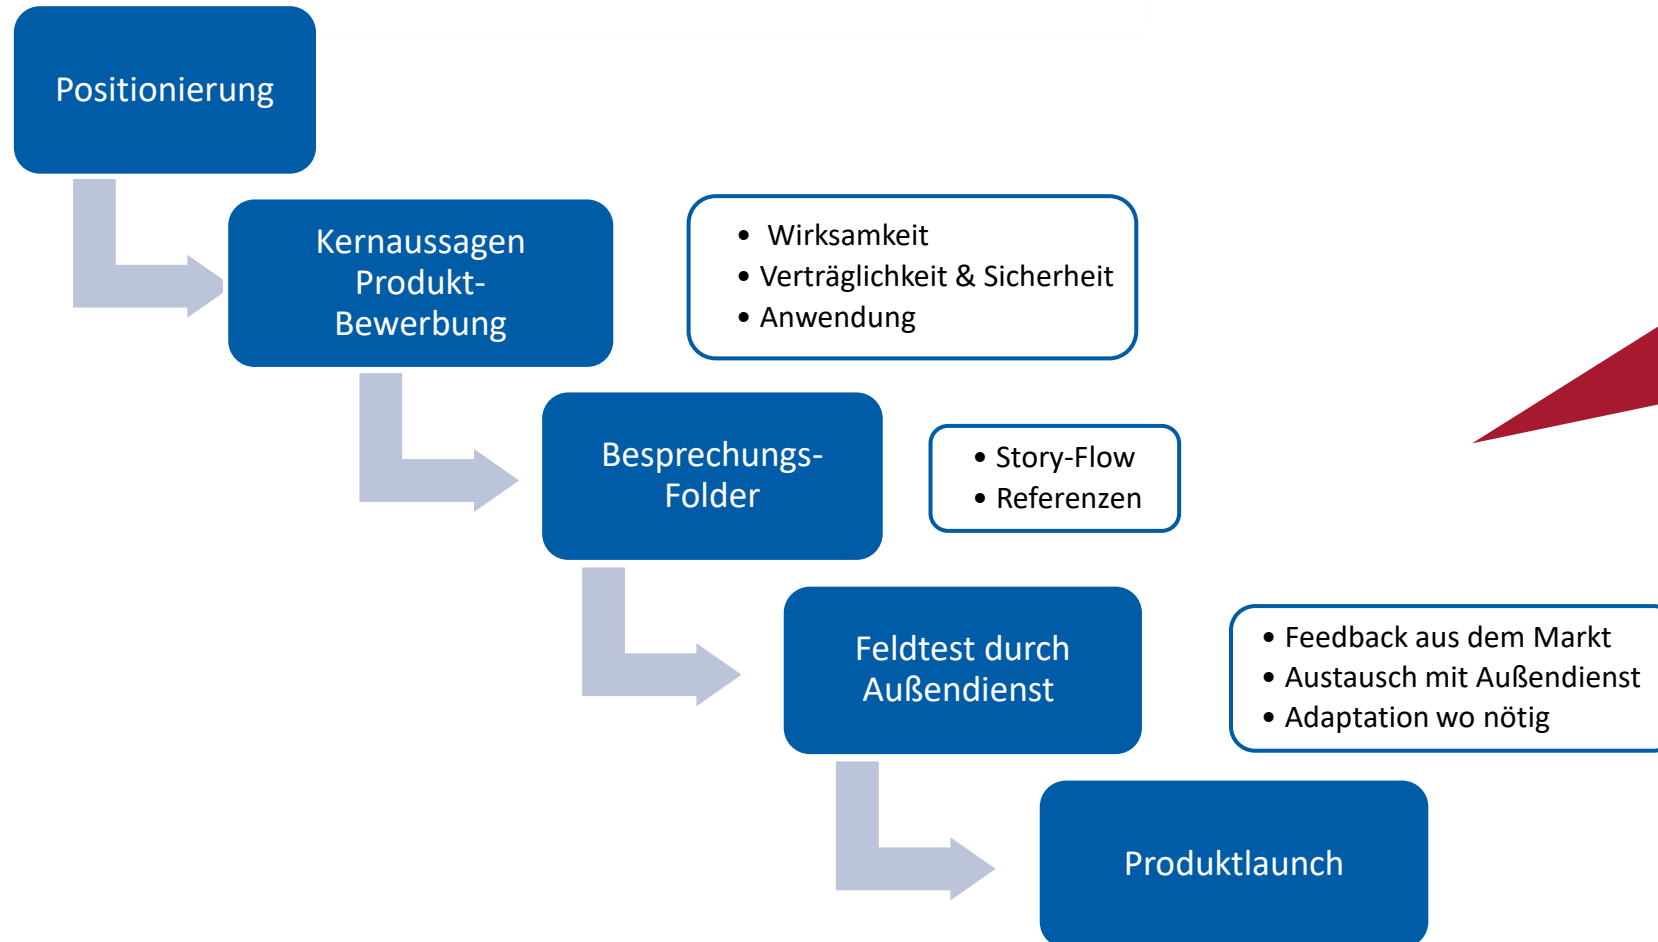 Positionierung
Kernaussagen
Produkt-
Bewerbung
• Wirksamkeit
• Verträglichkeit & Sicherheit
• Anwendung
Besprechungs-
Folder
• Story-Flow
• Referenzen
Feldtest durch
Außendienst
• Feedback aus dem Markt
• Austausch mit Außendienst
• Adaptation wo nötig
Produktlaunch